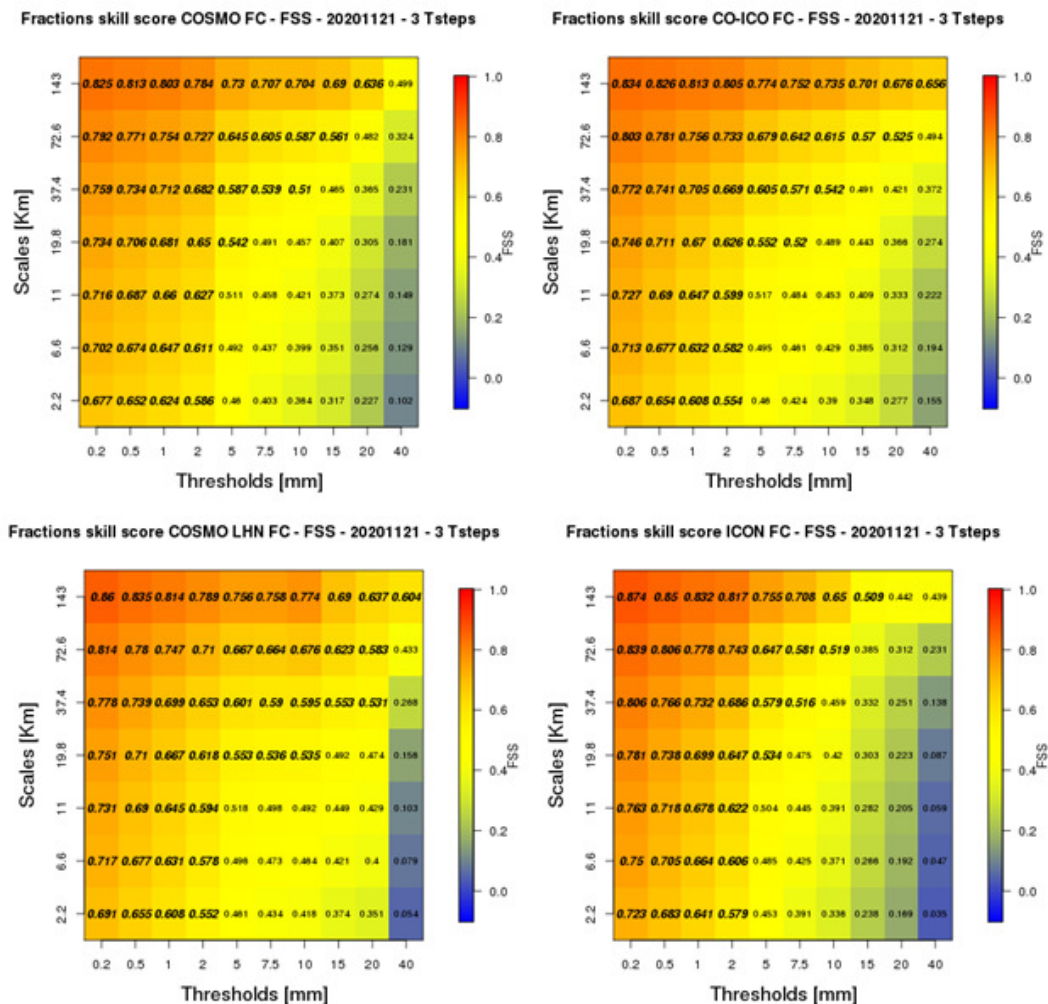 Fractions skill score COSMO FC - FSS - 20201121 - 3 Tsteps
Scales [Km]
143 0.825 0.813 0.803 0.784 0.73 0.707 0.704 0.69 0.636 0.499
72.6 0.792 0.771 0.754 0.727 0.645 0.605 0.587 0.561 0.482 0.324
37.4 0.759 0.734 0.712 0.682 0.587 0.539 0.51 0.465 0.365 0.231
19.8 0.734 0.706 0.681 0.65 0.542 0.491 0.457 0.407 0.305 0.181
11 0.716 0.687 0.66 0.627 0.511 0.458 0.421 0.373 0.274 0.149
6.6 0.702 0.674 0.647 0.611 0.492 0.437 0.399 0.351 0.256 0.129
2.2 0.677 0.652 0.624 0.586 0.46 0.403 0.364 0.317 0.227 0.102
0.2 0.5 1 2 5 7.5 10 15 20 40
Thresholds [mm]
1.0
0.8
0.6
0.4
0.2
0.0
FSS
Fractions skill score CO-ICO FC - FSS - 20201121 - 3 Tsteps
Scales [Km]
143 0.834 0.826 0.813 0.805 0.774 0.752 0.735 0.701 0.676 0.656
72.6 0.803 0.781 0.756 0.733 0.679 0.642 0.615 0.57 0.525 0.494
37.4 0.772 0.741 0.705 0.669 0.605 0.571 0.542 0.491 0.421 0.372
19.8 0.746 0.711 0.67 0.626 0.552 0.52 0.489 0.443 0.366 0.274
11 0.727 0.69 0.647 0.599 0.517 0.484 0.453 0.409 0.333 0.222
6.6 0.713 0.677 0.632 0.582 0.495 0.461 0.429 0.385 0.312 0.194
2.2 0.687 0.654 0.608 0.554 0.46 0.424 0.39 0.348 0.277 0.155
0.2 0.5 1 2 5 7.5 10 15 20 40
Thresholds [mm]
1.0
0.8
0.6
0.4
0.2
0.0
FSS
Fractions skill score COSMO LHN FC - FSS - 20201121 - 3 Tsteps
Scales [Km]
143 0.86 0.835 0.814 0.789 0.756 0.758 0.774 0.69 0.637 0.604
72.6 0.814 0.78 0.747 0.71 0.667 0.664 0.676 0.623 0.583 0.433
37.4 0.778 0.739 0.699 0.653 0.601 0.59 0.595 0.553 0.531 0.268
19.8 0.751 0.71 0.667 0.618 0.553 0.536 0.535 0.492 0.474 0.158
11 0.731 0.69 0.645 0.594 0.518 0.498 0.492 0.449 0.429 0.103
6.6 0.717 0.677 0.631 0.578 0.496 0.473 0.464 0.421 0.4 0.079
2.2 0.691 0.655 0.608 0.552 0.461 0.434 0.418 0.374 0.351 0.054
0.2 0.5 1 2 5 7.5 10 15 20 40
Thresholds [mm]
1.0
0.8
0.6
0.4
0.2
0.0
FSS
Fractions skill score ICON FC - FSS - 20201121 - 3 Tsteps
Scales [Km]
143 0.874 0.85 0.832 0.817 0.755 0.708 0.65 0.509 0.442 0.439
72.6 0.839 0.806 0.778 0.743 0.647 0.581 0.519 0.385 0.312 0.231
37.4 0.806 0.766 0.732 0.686 0.579 0.516 0.459 0.332 0.251 0.138
19.8 0.781 0.738 0.699 0.647 0.534 0.475 0.42 0.303 0.223 0.087
11 0.763 0.718 0.678 0.622 0.504 0.445 0.391 0.282 0.205 0.059
6.6 0.75 0.705 0.664 0.606 0.485 0.425 0.371 0.266 0.192 0.047
2.2 0.723 0.683 0.641 0.579 0.453 0.391 0.336 0.238 0.169 0.035
0.2 0.5 1 2 5 7.5 10 15 20 40
Thresholds [mm]
1.0
0.8
0.6
0.4
0.2
0.0
FSS